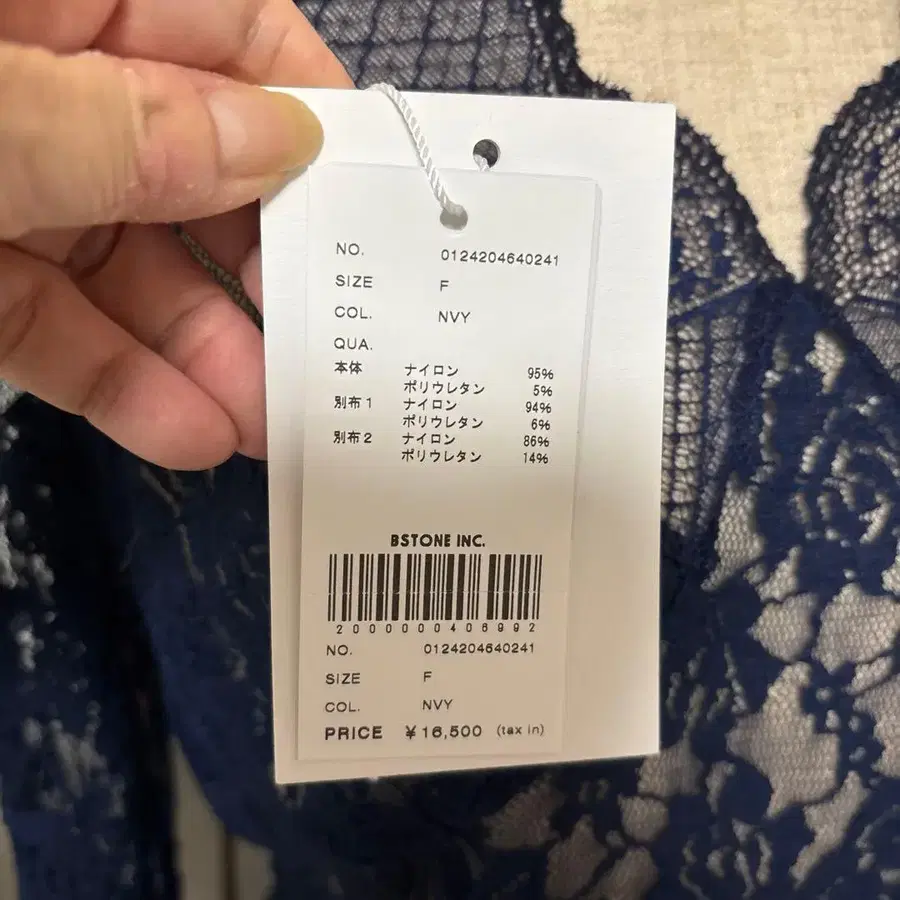 NO. 0124204640241
SIZE F
COL. NVY
QUA.
本体 ナイロン 95%
ポリウレタン 5%
別布1 ナイロン 94%
ポリウレタン 6%
別布2 ナイロン 86%
ポリウレタン 14%
BSTONE INC.
2000000406992
NO. 0124204640241
SIZE F
COL. NVY
PRICE ¥16,500 (tax in)